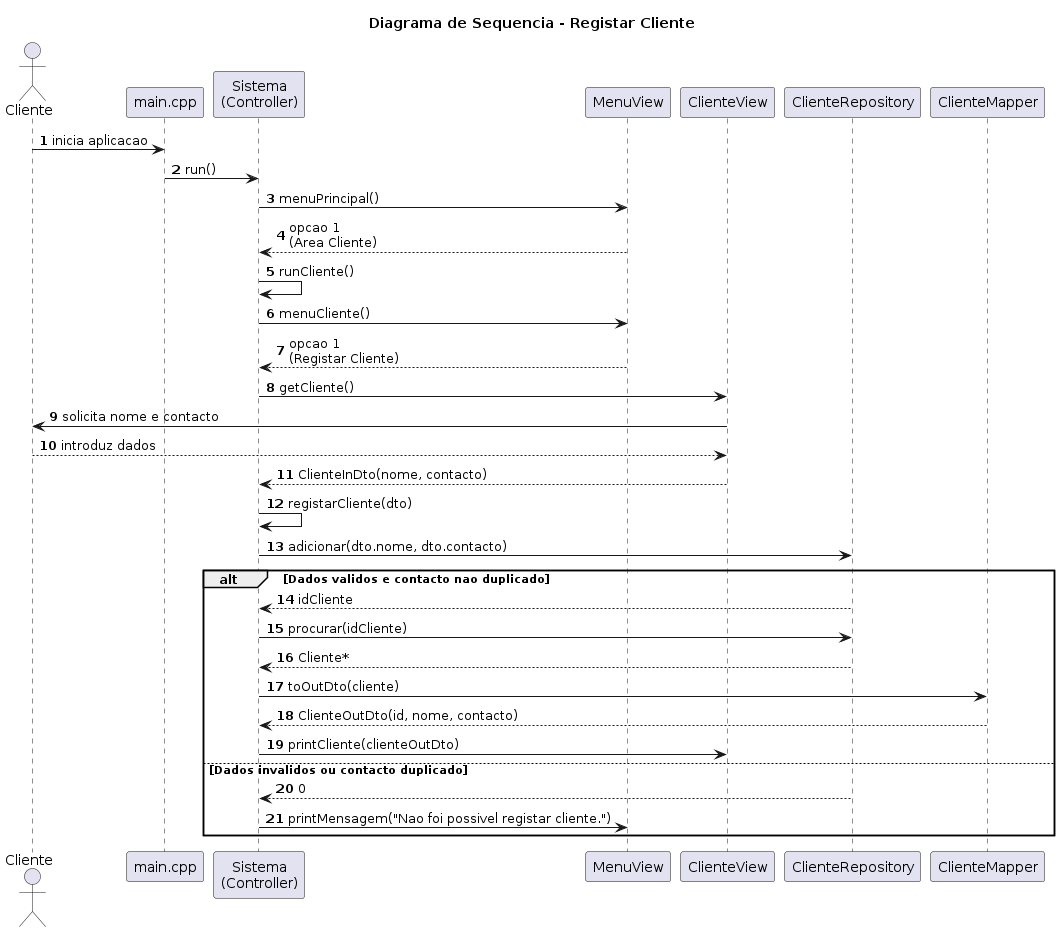 Diagrama de Sequencia - Registar Cliente
Cliente
main.cpp
Sistema
(Controller)
MenuView
ClienteView
ClienteRepository
ClienteMapper
1 inicia aplicacao
2 run()
3 menuPrincipal()
4 opcao 1
(Area Cliente)
5 runCliente()
6 menuCliente()
7 opcao 1
(Registar Cliente)
8 getCliente()
9 solicita nome e contacto
10 introduz dados
11 ClienteInDto(nome, contacto)
12 registarCliente(dto)
13 adicionar(dto.nome, dto.contacto)
alt [Dados validos e contacto nao duplicado]
14 idCliente
15 procurar(idCliente)
16 Cliente*
17 toOutDto(cliente)
18 ClienteOutDto(id, nome, contacto)
19 printCliente(clienteOutDto)
[Dados invalidos ou contacto duplicado]
20 0
21 printMensagem("Nao foi possivel registar cliente.")
Cliente
main.cpp
Sistema
(Controller)
MenuView
ClienteView
ClienteRepository
ClienteMapper